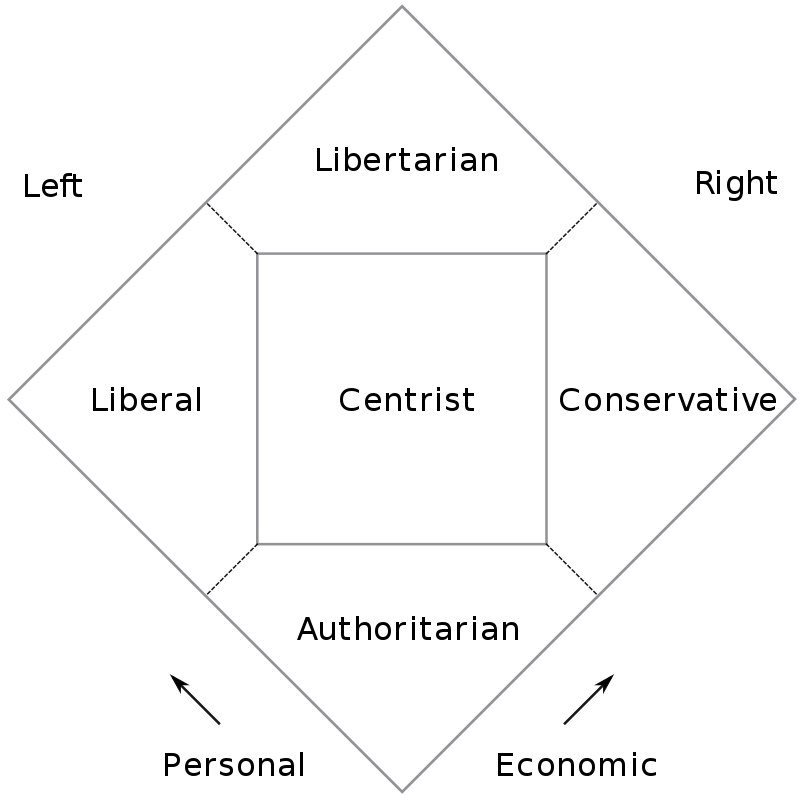 Libertarian
Left
Right
Liberal
Centrist
Conservative
Authoritarian
Personal
Economic